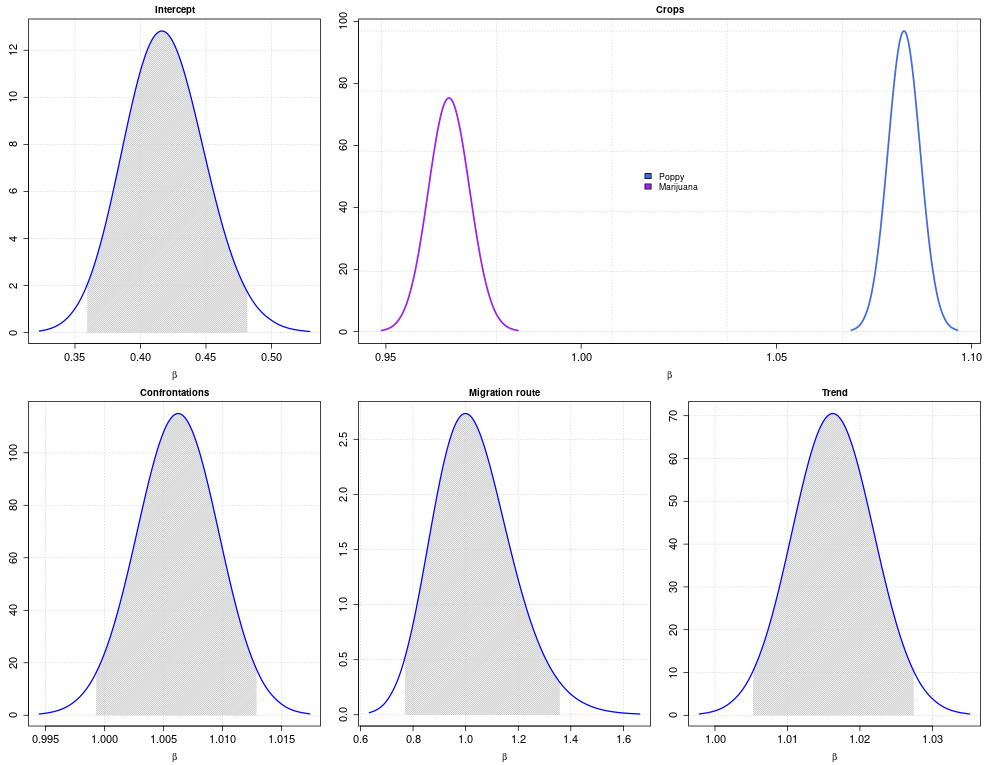 Intercept
0
2
4
6
8
10
12
0.35 0.40 0.45 0.50
β
Crops
0
20
40
60
80
100
Poppy
Marijuana
0.95 1.00 1.05 1.10
β
Confrontations
0
20
40
60
80
100
0.995 1.000 1.005 1.010 1.015
β
Migration route
0.0
0.5
1.0
1.5
2.0
2.5
0.6 0.8 1.0 1.2 1.4 1.6
β
Trend
0
10
20
30
40
50
60
70
1.00 1.01 1.02 1.03
β